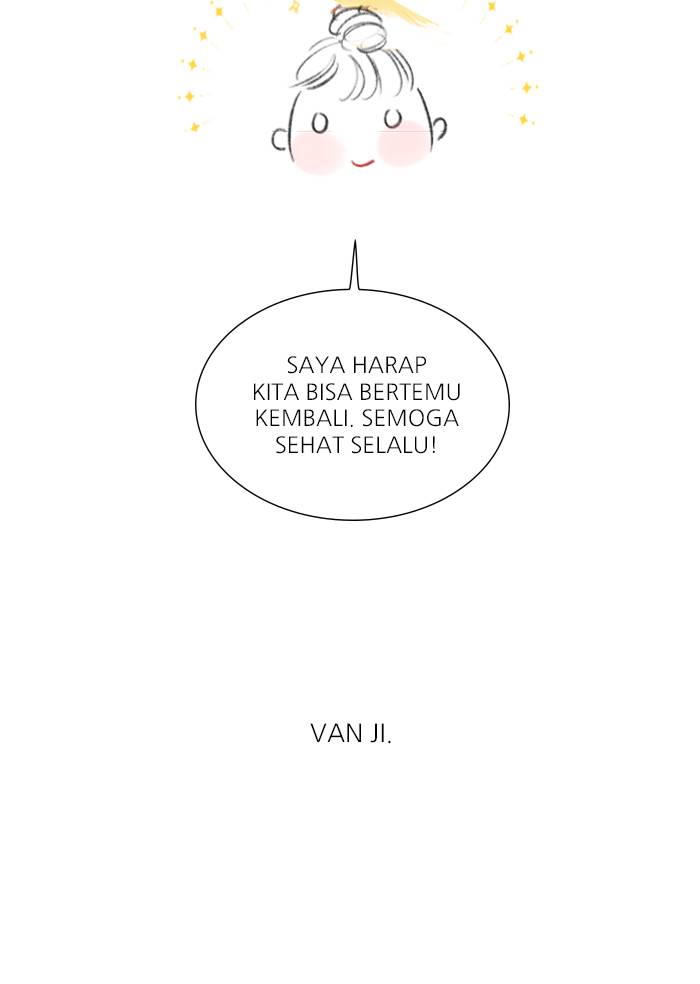 SAYA HARAP
KITA BISA BERTEMU
KEMBALI. SEMOGA
SEHAT SELALU!
VAN JI.